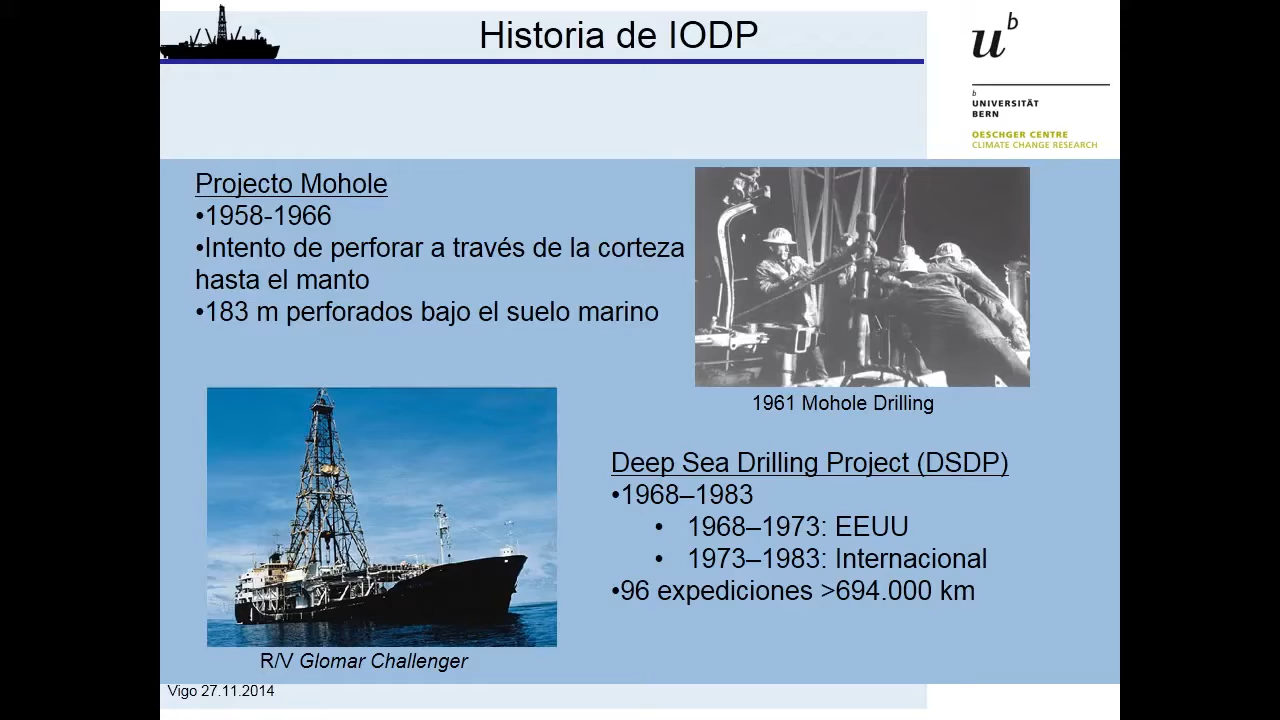 Historia de IODP
u^b
b
UNIVERSITÄT
BERN
OESCHGER CENTRE
CLIMATE CHANGE RESEARCH
Projecto Mohole
•1958-1966
•Intento de perforar a través de la corteza
hasta el manto
•183 m perforados bajo el suelo marino
1961 Mohole Drilling
Deep Sea Drilling Project (DSDP)
•1968–1983
• 1968–1973: EEUU
• 1973–1983: Internacional
•96 expediciones >694.000 km
R/V Glomar Challenger
Vigo 27.11.2014